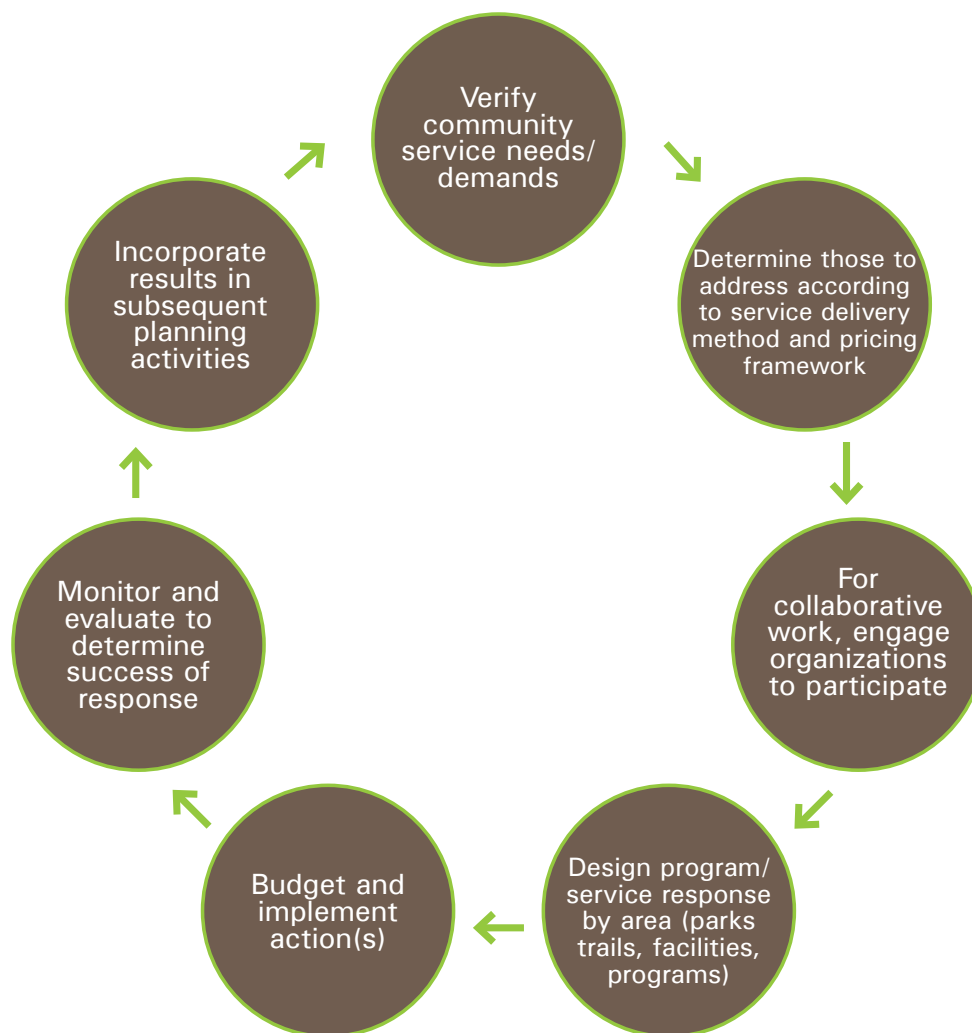 Verify
community
service needs/
demands
Determine those to
address according
to service delivery
method and pricing
framework
For
collaborative
work, engage
organizations
to participate
Design program/
service response
by area (parks
trails, facilities,
programs)
Budget and
implement
action(s)
Monitor and
evaluate to
determine
success of
response
Incorporate
results in
subsequent
planning
activities